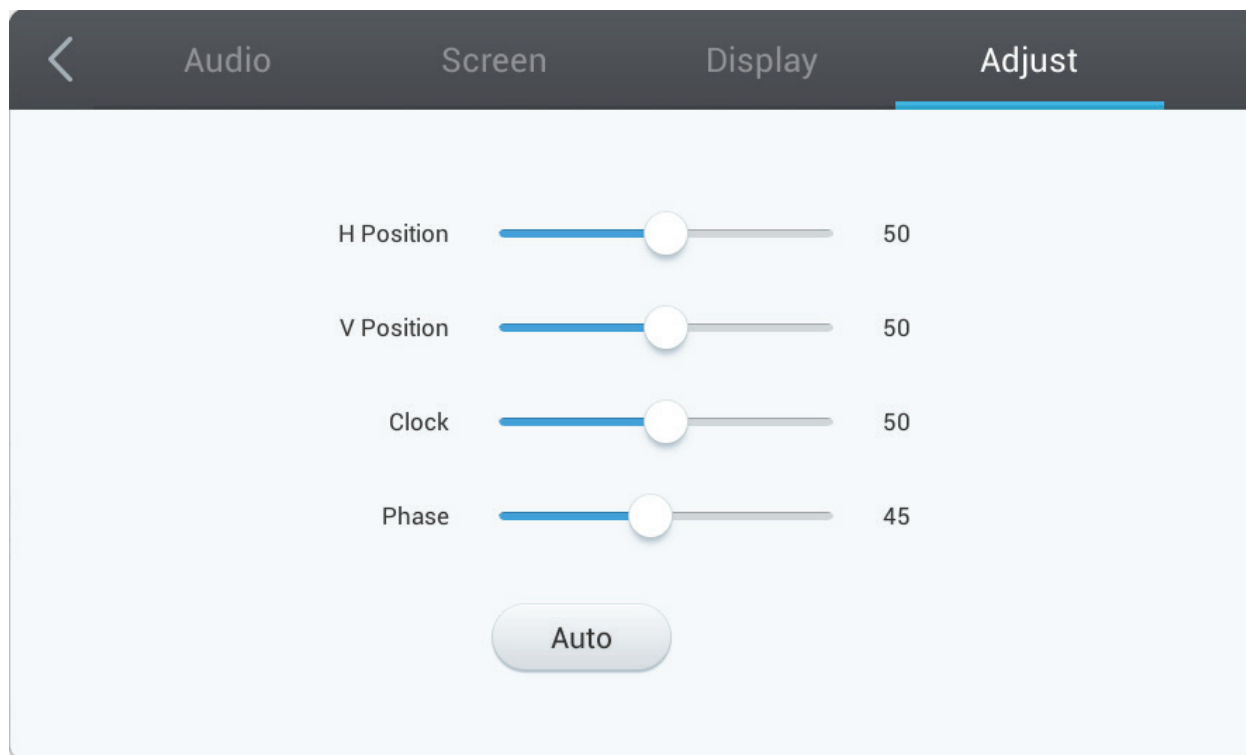 Audio Screen Display Adjust
H Position 50
V Position 50
Clock 50
Phase 45
Auto